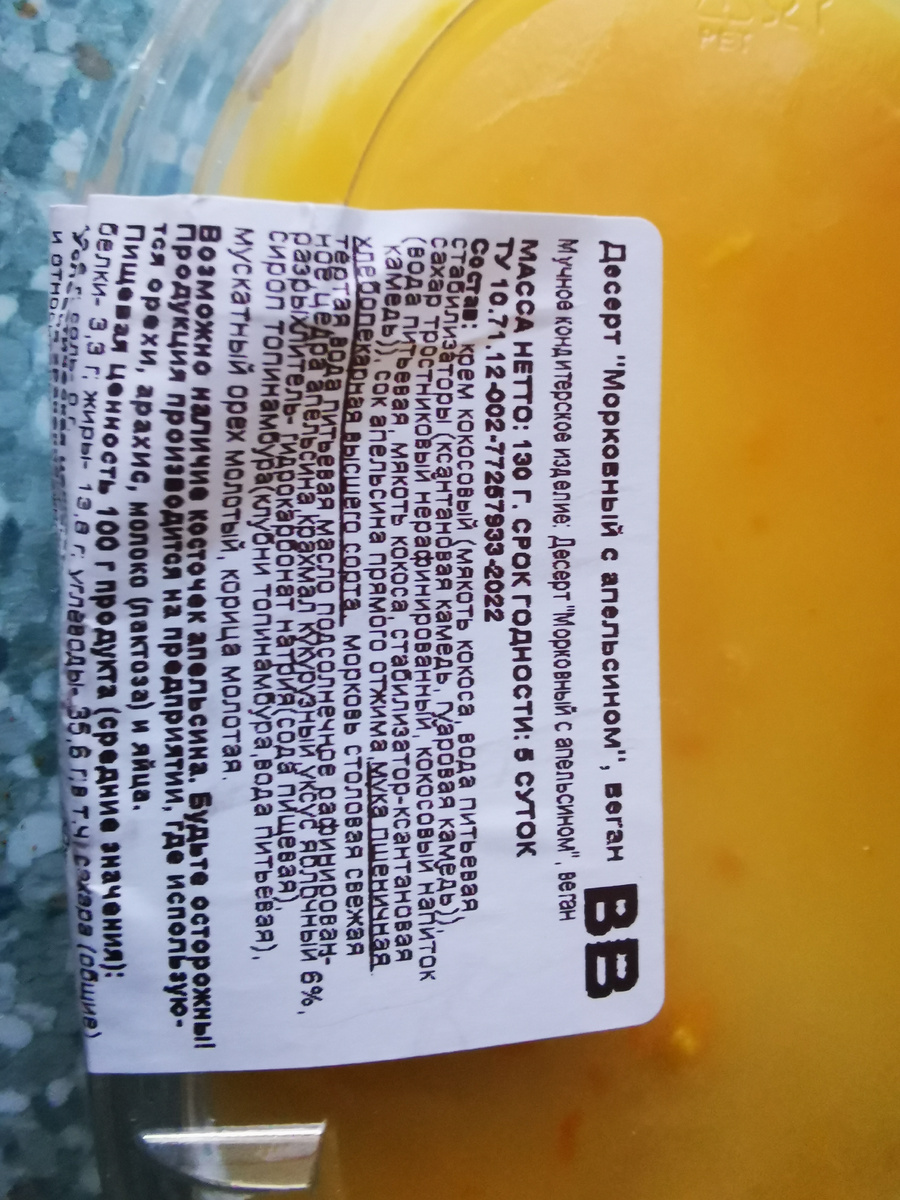 Десерт "Морковный с апельсином", веган
ВВ
Мучное кондитерское изделие: Десерт "Морковный с апельсином", веган
МАССА НЕТТО: 130 г. СРОК ГОДНОСТИ: 5 СУТОК
ТУ 10.71.12-002-77257933-2022
Состав: крем кокосовый (мякоть кокоса, вода питьевая,
стабилизаторы (ксантановая камедь, гуаровая камедь)),
сахар тростниковый нерафинированный, кокосовый напиток
(вода питьевая, мякоть кокоса, стабилизатор-ксантановая
камедь)), сок апельсина прямого отжима, мука пшеничная
хлебопекарная высшего сорта, морковь столовая свежая
тёртая, вода питьевая, масло подсолнечное рафинирован-
ное, цедра апельсина, крахмал кукурузный, уксус яблочный 6%,
разрыхлитель- гидрокарбонат натрия(сода пищевая),
сироп топинамбура(клубни топинамбура,вода питьевая),
мускатный орех молотый, корица молотая.
Возможно наличие косточек апельсина. Будьте осторожны!
Продукция производится на предприятии, где использую-
тся орехи, арахис, молоко (лактоза) и яйца.
Пищевая ценность 100 г продукта (средние значения):
белки- 3,3 г; жиры- 13,8 г; углеводы- 35,6 г(в т.ч) сахара (общие)
PET